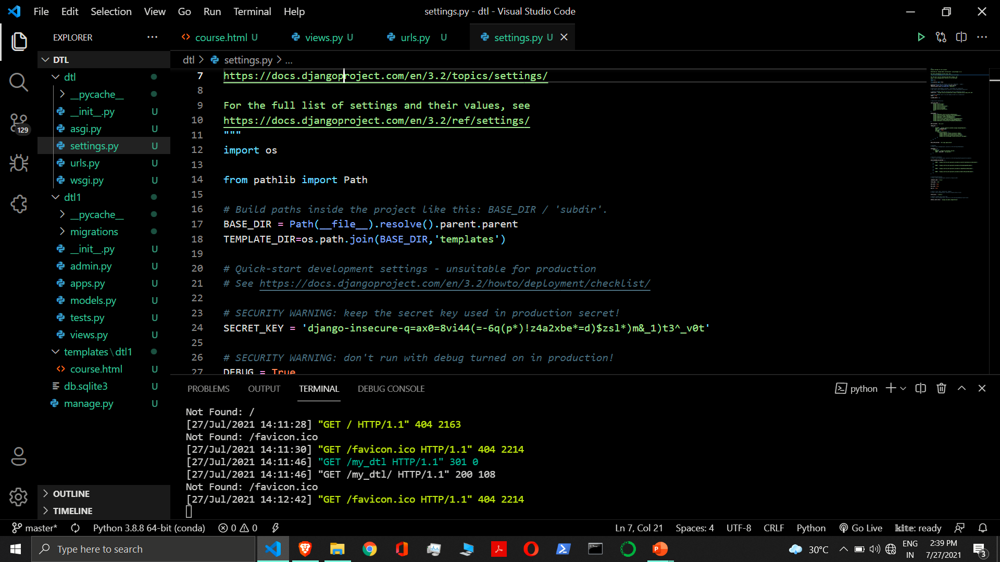 File Edit Selection View Go Run Terminal Help
settings.py - dtl - Visual Studio Code
EXPLORER
course.html U
views.py U
urls.py U
settings.py U
DTL
dtl
__pycache__
__init__.py U
asgi.py U
settings.py U
urls.py U
wsgi.py U
dtl1
__pycache__
migrations
__init__.py U
admin.py U
apps.py U
models.py U
tests.py U
views.py U
templates\dtl1
course.html U
db.sqlite3 U
manage.py U
129
OUTLINE
TIMELINE
dtl > settings.py > ...
7 https://docs.djangoproject.com/en/3.2/topics/settings/
8
9 For the full list of settings and their values, see
10 https://docs.djangoproject.com/en/3.2/ref/settings/
11 """
12 import os
13
14 from pathlib import Path
15
16 # Build paths inside the project like this: BASE_DIR / 'subdir'.
17 BASE_DIR = Path(__file__).resolve().parent.parent
18 TEMPLATE_DIR=os.path.join(BASE_DIR,'templates')
19
20 # Quick-start development settings - unsuitable for production
21 # See https://docs.djangoproject.com/en/3.2/howto/deployment/checklist/
22
23 # SECURITY WARNING: keep the secret key used in production secret!
24 SECRET_KEY = 'django-insecure-q=ax0=8vi44(=-6q(p*)!z4a2xbe*=d)$zsl*)m&_1)t3^_v0t'
25
26 # SECURITY WARNING: don't run with debug turned on in production!
27 DEBUG = True
PROBLEMS OUTPUT TERMINAL DEBUG CONSOLE
python
Not Found: /
[27/Jul/2021 14:11:28] "GET / HTTP/1.1" 404 2163
Not Found: /favicon.ico
[27/Jul/2021 14:11:30] "GET /favicon.ico HTTP/1.1" 404 2214
[27/Jul/2021 14:11:46] "GET /my_dtl HTTP/1.1" 301 0
[27/Jul/2021 14:11:46] "GET /my_dtl/ HTTP/1.1" 200 108
Not Found: /favicon.ico
[27/Jul/2021 14:12:42] "GET /favicon.ico HTTP/1.1" 404 2214
master* Python 3.8.8 64-bit (conda) 0 0
Ln 7, Col 21 Spaces: 4 UTF-8 CRLF Python Go Live kite: ready
Type here to search
30°C
ENG
IN
2:39 PM
7/27/2021
3